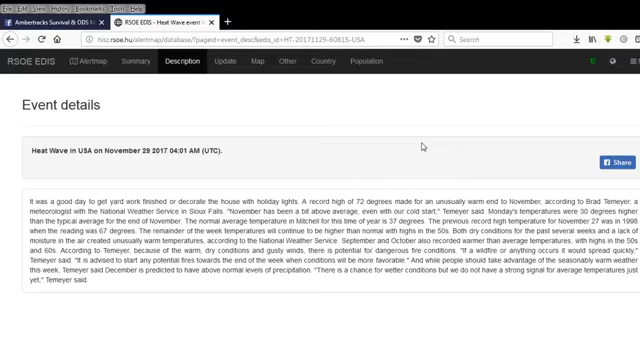 File Edit View History Bookmarks Tools Help
Ambertracks Survival & ODS M
RSOE EDIS - Heat Wave event i
hisz.rsoe.hu/alertmap/database/?pageid=event_desc&edis_id=HT-20171129-60815-USA
Search
RSOE EDIS Alertmap Summary Description Update Map Other Country Population
Event details
Heat Wave in USA on November 29 2017 04:01 AM (UTC).
Share
It was a good day to get yard work finished or decorate the house with holiday lights. A record high of 72 degrees made for an unusually warm end to November, according to Brad Temeyer, a
meteorologist with the National Weather Service in Sioux Falls. "November has been a bit above average, even with our cold start," Temeyer said. Monday's temperatures were 30 degrees higher
than the typical average for the end of November. The normal average temperature in Mitchell for this time of year is 37 degrees. The previous record high temperature for November 27 was in 1998
when the reading was 67 degrees. The remainder of the week temperatures will continue to be higher than normal with highs in the 50s. Both dry conditions for the past several weeks and a lack of
moisture in the air created unusually warm temperatures, according to the National Weather Service. September and October also recorded warmer than average temperatures, with highs in the 50s
and 60s. According to Temeyer, because of the warm, dry conditions and gusty winds, there is potential for fires to occur. "If a wildfire or anything occurs it would spread quickly,"
Temeyer said. "It is advised to start any potential fires towards the end of the week when conditions will be more favorable." And while people should take advantage of the seasonably warm weather
this week, Temeyer said December is predicted to have above normal levels of precipitation. "There is a chance for wetter conditions but we do not have a strong signal for average temperatures just
yet," Temeyer said.